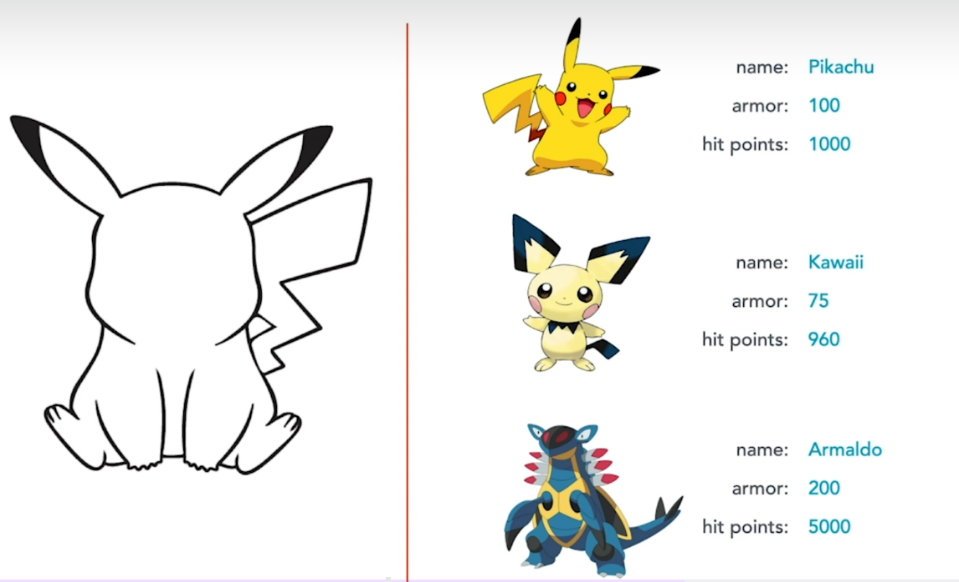 name: Pikachu
armor: 100
hit points: 1000
name: Kawaii
armor: 75
hit points: 960
name: Armaldo
armor: 200
hit points: 5000